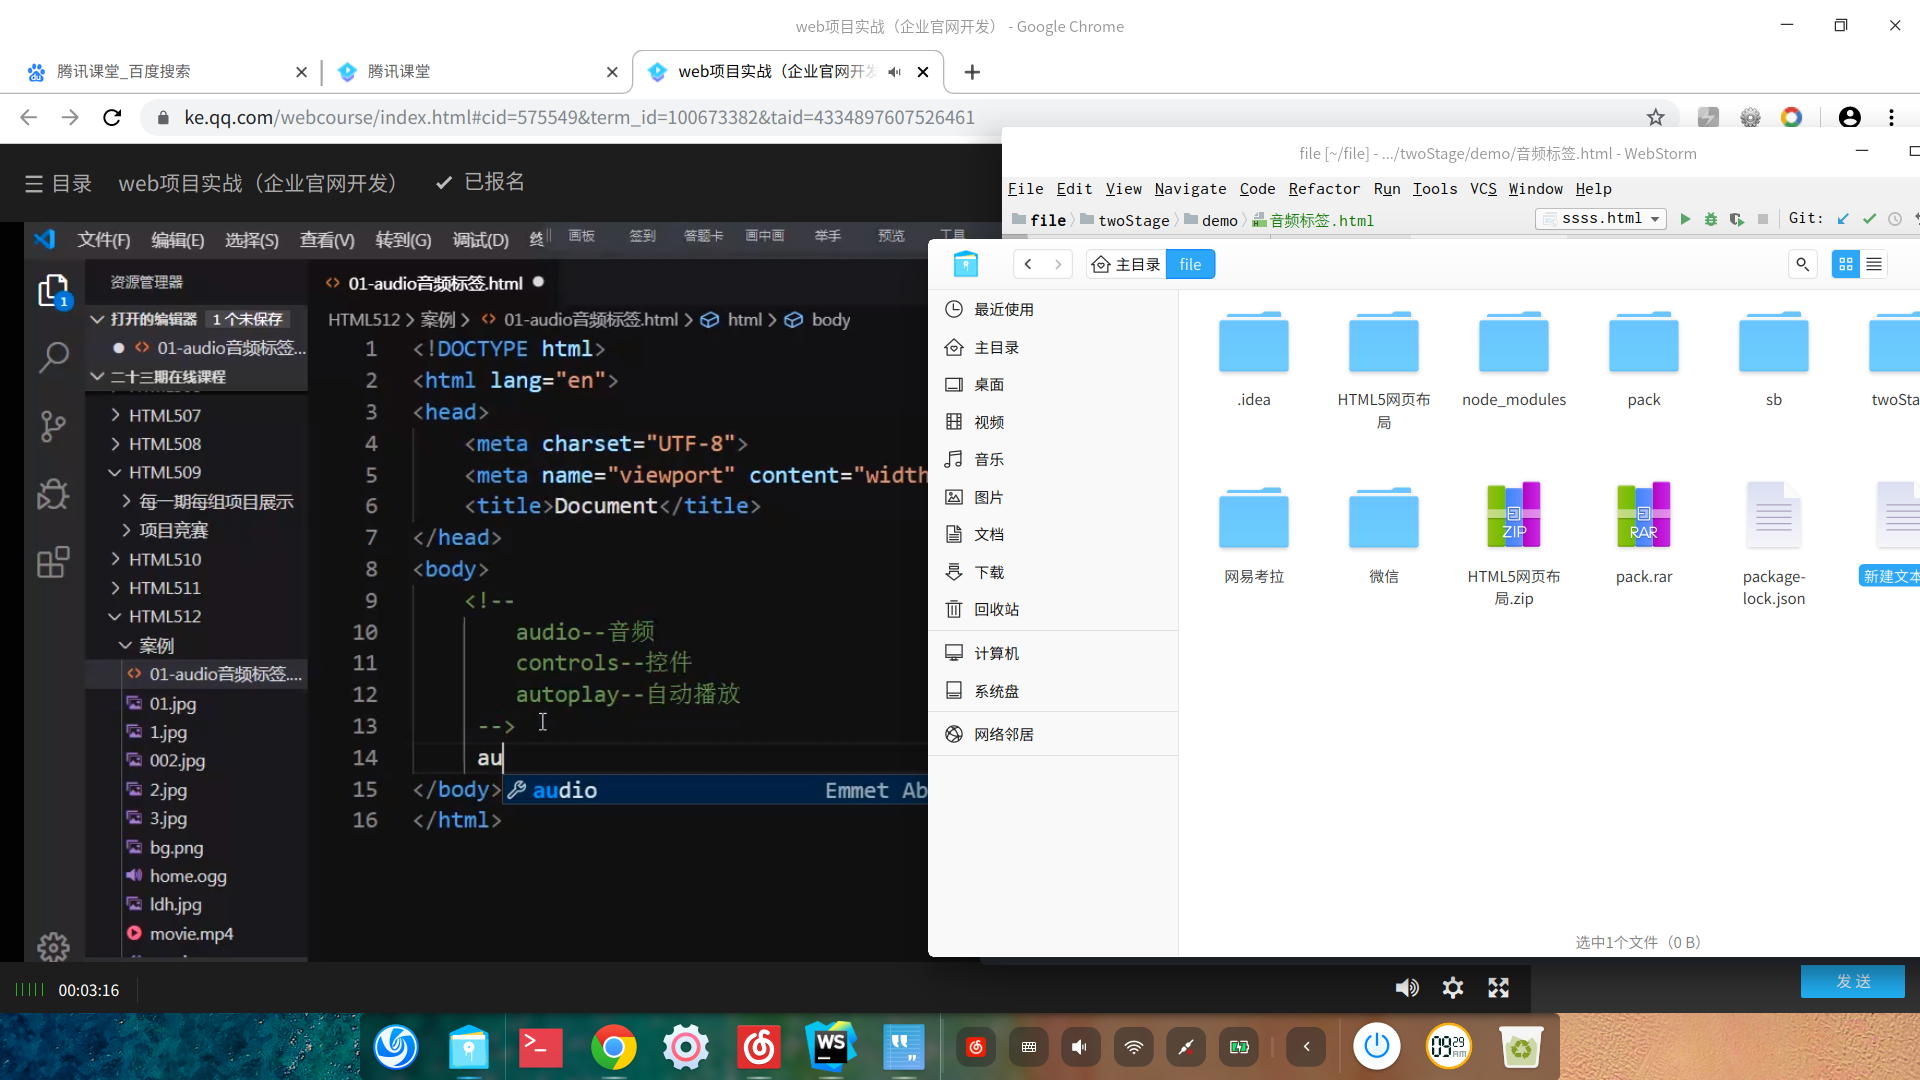 web项目实战（企业官网开发） - Google Chrome
腾讯课堂_百度搜索
腾讯课堂
web项目实战（企业官网开发
ke.qq.com/webcourse/index.html#cid=575549&term_id=100673382&taid=4334897607526461
目录
web项目实战（企业官网开发）
已报名
文件(F)
编辑(E)
选择(S)
查看(V)
转到(G)
调试(D)
终
画板
签到
答题卡
画中画
举手
预览
工具
资源管理器
打开的编辑器
1 个未保存
01-audio音频标签...
二十三期在线课程
HTML507
HTML508
HTML509
每一期每组项目展示
项目竞赛
HTML510
HTML511
HTML512
案例
01-audio音频标签....
01.jpg
1.jpg
002.jpg
2.jpg
3.jpg
bg.png
home.ogg
ldh.jpg
movie.mp4
1
01-audio音频标签.html
HTML512 > 案例 > 01-audio音频标签.html > html > body
1 <!DOCTYPE html>
2 <html lang="en">
3 <head>
4 <meta charset="UTF-8">
5 <meta name="viewport" content="width
6 <title>Document</title>
7 </head>
8 <body>
9 <!--
10 audio--音频
11 controls--控件
12 autoplay--自动播放
13 -->
14 au
15 </body>
audio
Emmet Ab
16 </html>
00:03:16
file [~/file] - .../twoStage/demo/音频标签.html - WebStorm
File Edit View Navigate Code Refactor Run Tools VCS Window Help
file
twoStage
demo
音频标签.html
ssss.html
Git:
主目录
file
最近使用
主目录
桌面
视频
音乐
图片
文档
下载
回收站
计算机
系统盘
网络邻居
.idea
HTML5网页布局
node_modules
pack
sb
twoSta
网易考拉
微信
ZIP
HTML5网页布局.zip
RAR
pack.rar
package-lock.json
新建文本
选中1个文件（0 B）
发 送
WS
09 29
AM